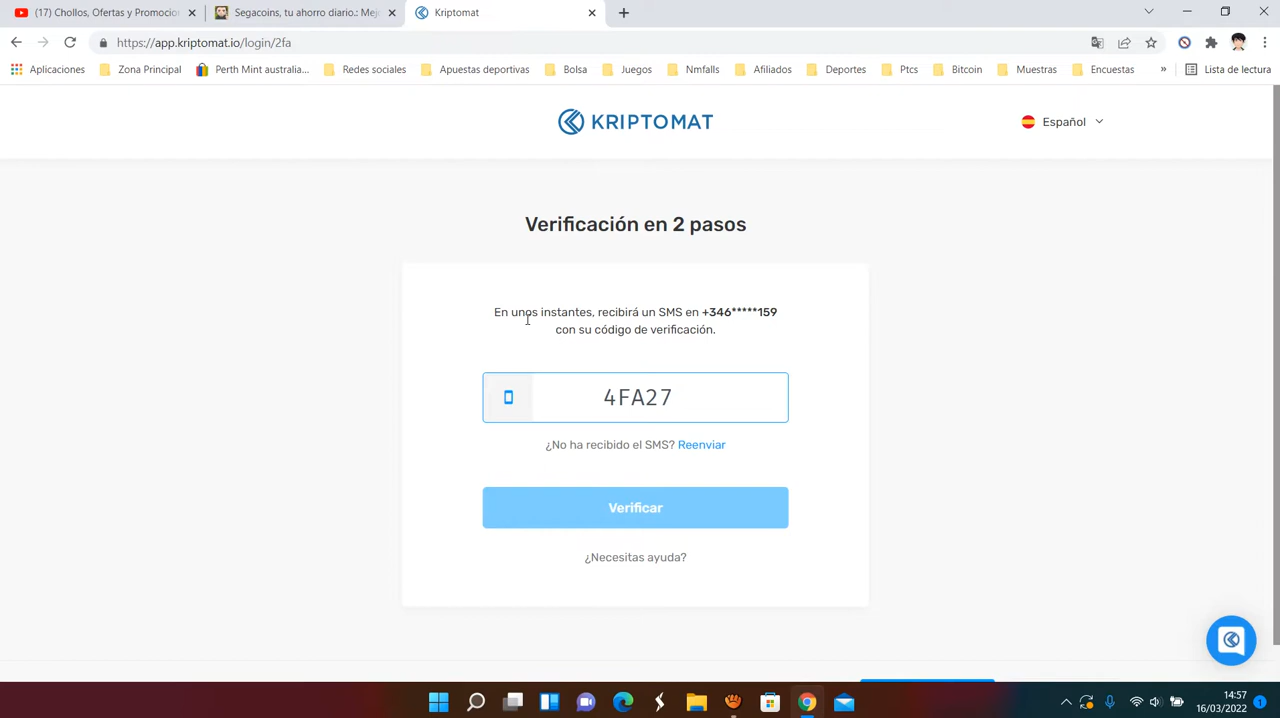 (17) Chollos, Ofertas y Promocion
Segacoins, tu ahorro diario.: Mej
Kriptomat
https://app.kriptomat.io/login/2fa
Aplicaciones
Zona Principal
Perth Mint australia...
Redes sociales
Apuestas deportivas
Bolsa
Juegos
Nmfalls
Afiliados
Deportes
Ptcs
Bitcoin
Muestras
Encuestas
»
Lista de lectura
KRIPTOMAT
Español
Verificación en 2 pasos
En unos instantes, recibirá un SMS en +346*****159
con su código de verificación.
4FA27
¿No ha recibido el SMS? Reenviar
Verificar
¿Necesitas ayuda?
14:57
16/03/2022
1